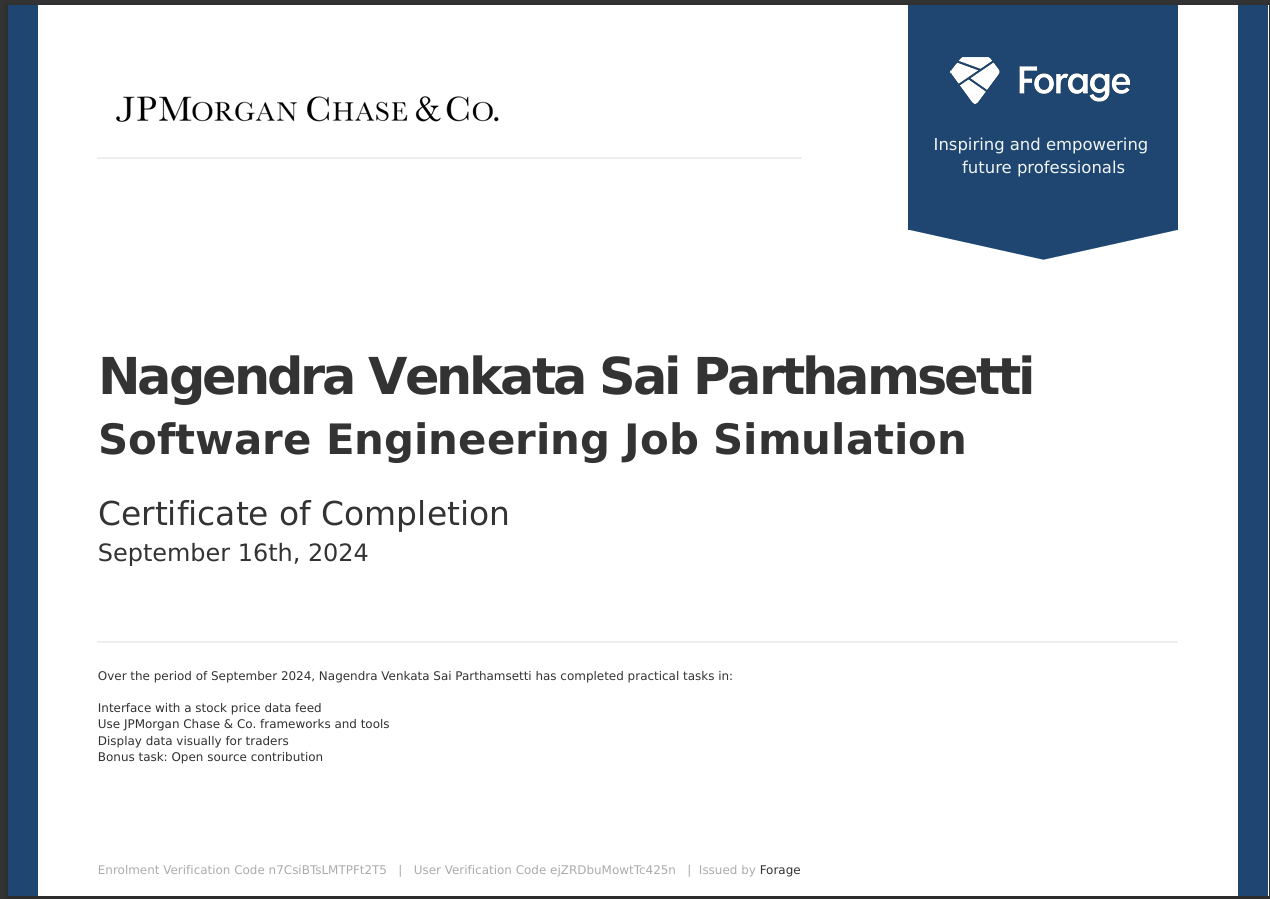 JPMORGAN CHASE & CO.
Forage
Inspiring and empowering
future professionals
Nagendra Venkata Sai Parthamsetti
Software Engineering Job Simulation
Certificate of Completion
September 16th, 2024
Over the period of September 2024, Nagendra Venkata Sai Parthamsetti has completed practical tasks in:
Interface with a stock price data feed
Use JPMorgan Chase & Co. frameworks and tools
Display data visually for traders
Bonus task: Open source contribution
Enrolment Verification Code n7CsiBTsLMTPFt2T5 | User Verification Code ejZRDbuMowtTc425n | Issued by Forage